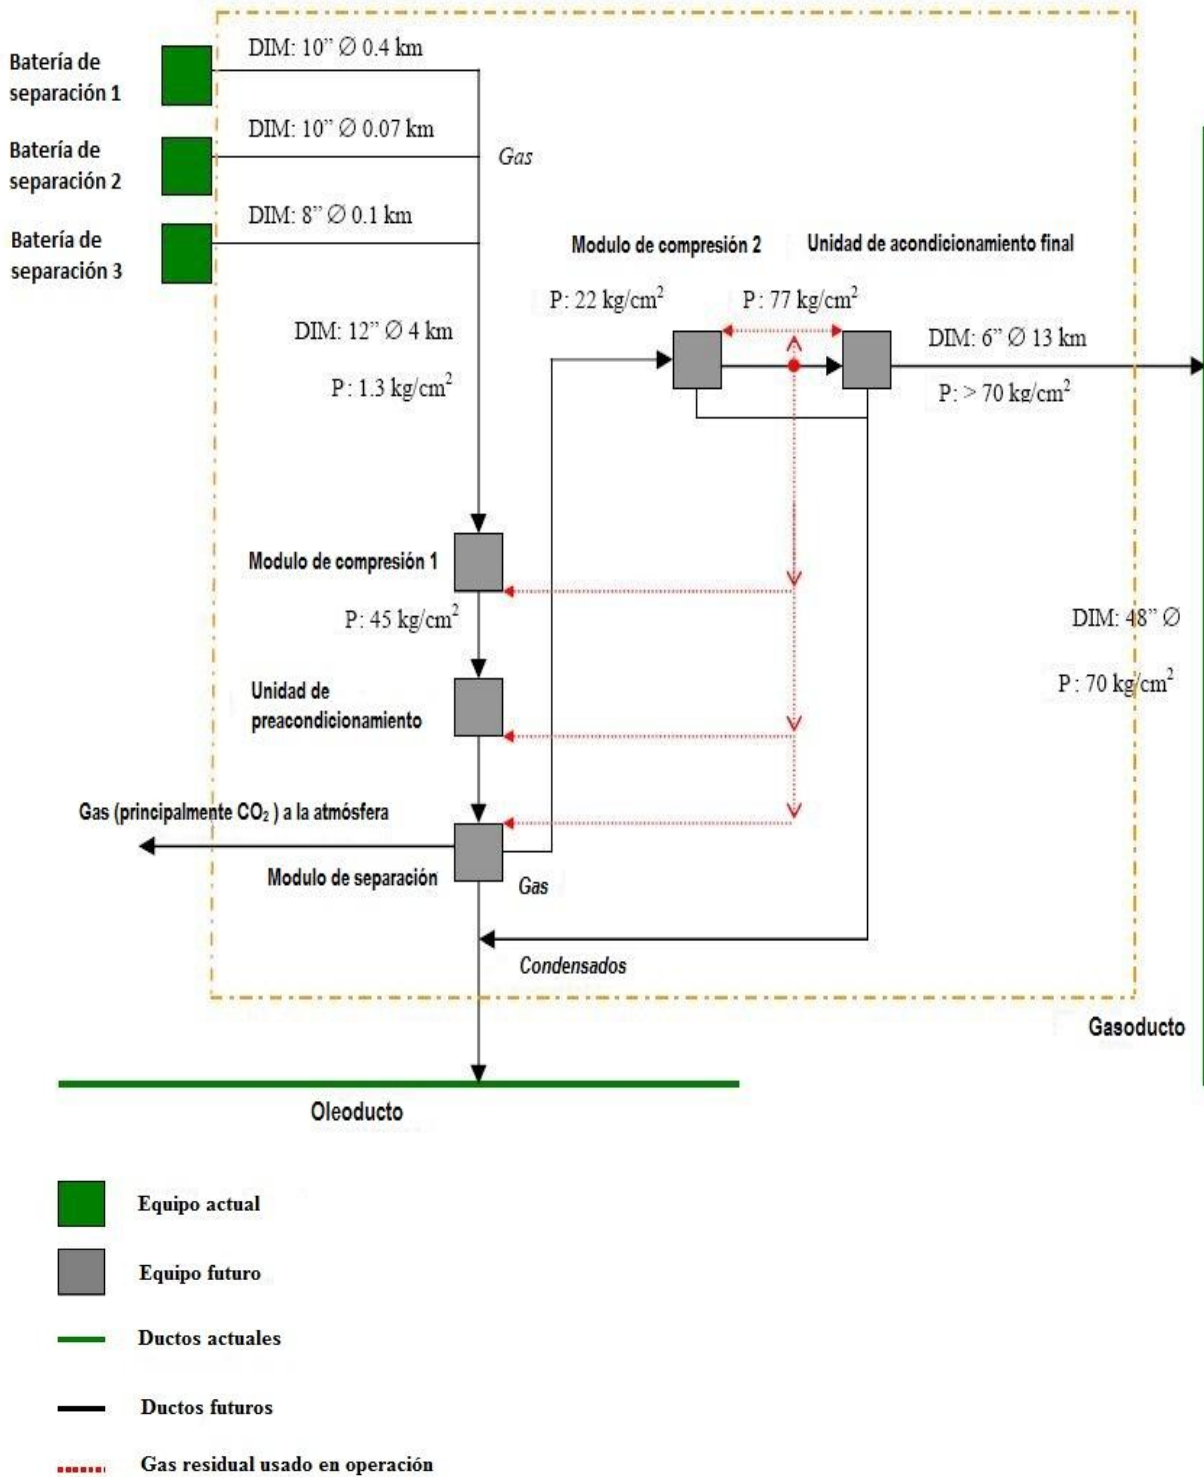 DIM: 10” ∅ 0.4 km
Batería de
separación 1
DIM: 10” ∅ 0.07 km
Batería de
separación 2
Gas
DIM: 8” ∅ 0.1 km
Batería de
separación 3
Modulo de compresión 2
Unidad de acondicionamiento final
P: 22 kg/cm²
P: 77 kg/cm²
DIM: 12” ∅ 4 km
P: 1.3 kg/cm²
DIM: 6” ∅ 13 km
P: > 70 kg/cm²
Modulo de compresión 1
P: 45 kg/cm²
DIM: 48” ∅
P: 70 kg/cm²
Unidad de
preacondicionamiento
Gas (principalmente CO₂ ) a la atmósfera
Modulo de separación
Gas
Condensados
Gasoducto
Oleoducto
Equipo actual
Equipo futuro
Ductos actuales
Ductos futuros
Gas residual usado en operación